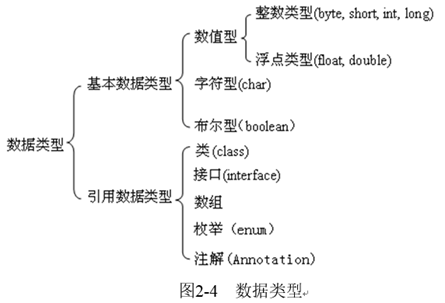 整数类型(byte, short, int, long)
数值型
浮点类型(float, double)
基本数据类型
字符型(char)
布尔型（boolean）
数据类型
类(class)
接口(interface)
引用数据类型
数组
枚举（enum）
注解(Annotation)
图2-4 数据类型